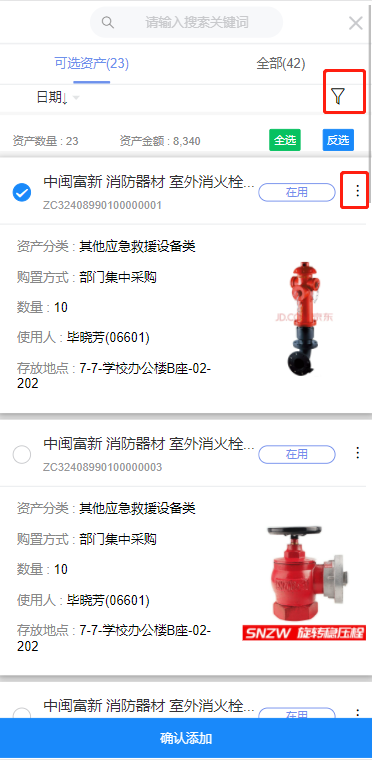 请输入搜索关键词
可选资产(23) 全部(42)
日期↓
资产数量 : 23 资产金额 : 8,340 全选 反选
中闽富新 消防器材 室外消火栓... 在用
ZC32408990100000001
资产分类 : 其他应急救援设备类
购置方式 : 部门集中采购
数量 : 10
使用人 : 毕晓芳(06601)
存放地点 : 7-7-学校办公楼B座-02-
202
中闽富新 消防器材 室外消火栓... 在用
ZC32408990100000003
资产分类 : 其他应急救援设备类
购置方式 : 部门集中采购
数量 : 10
使用人 : 毕晓芳(06601)
存放地点 : 7-7-学校办公楼B座-02-
202
SNZW 旋转稳压栓
中闽富新 消防器材 室外消火栓... 在用
确认添加